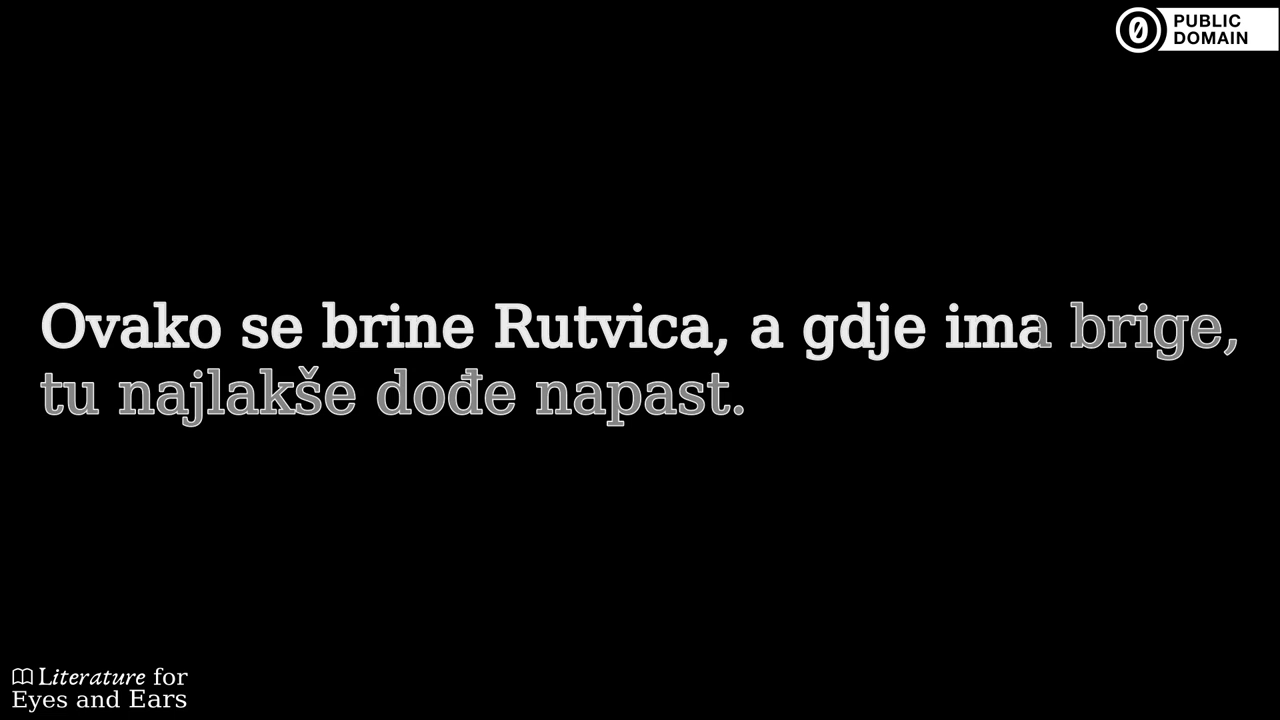 PUBLIC
DOMAIN
Ovako se brine Rutvica, a gdje ima brige,
tu najlakše dođe napast.
Literature for
Eyes and Ears